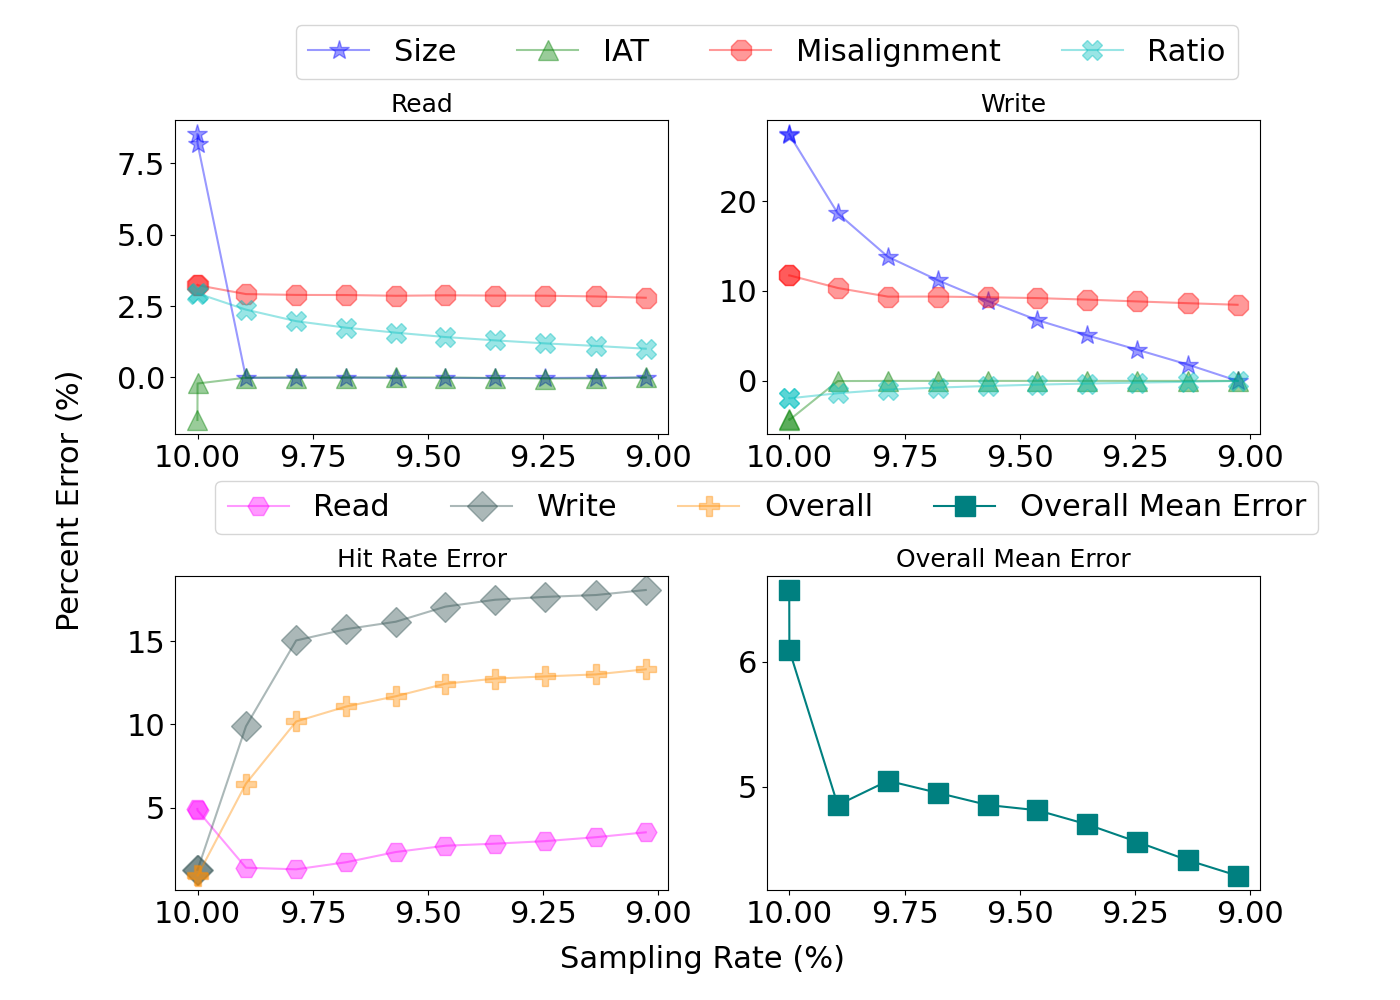 Size IAT Misalignment Ratio
Read
Write
7.5
5.0
2.5
0.0
20
10
0
10.00 9.75 9.50 9.25 9.00
10.00 9.75 9.50 9.25 9.00
Percent Error (%)
Read Write Overall Overall Mean Error
Hit Rate Error
Overall Mean Error
15
10
5
6
5
10.00 9.75 9.50 9.25 9.00
10.00 9.75 9.50 9.25 9.00
Sampling Rate (%)